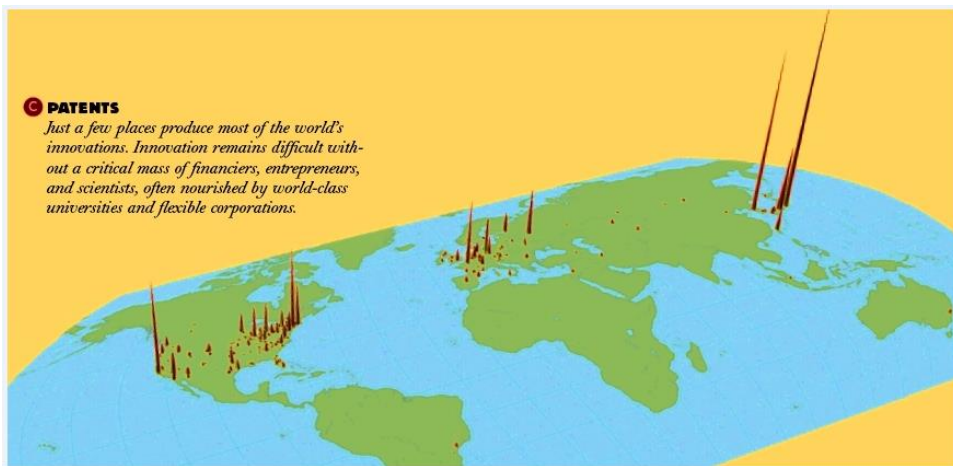 C PATENTS
Just a few places produce most of the world's
innovations. Innovation remains difficult with-
out a critical mass of financiers, entrepreneurs,
and scientists, often nourished by world-class
universities and flexible corporations.